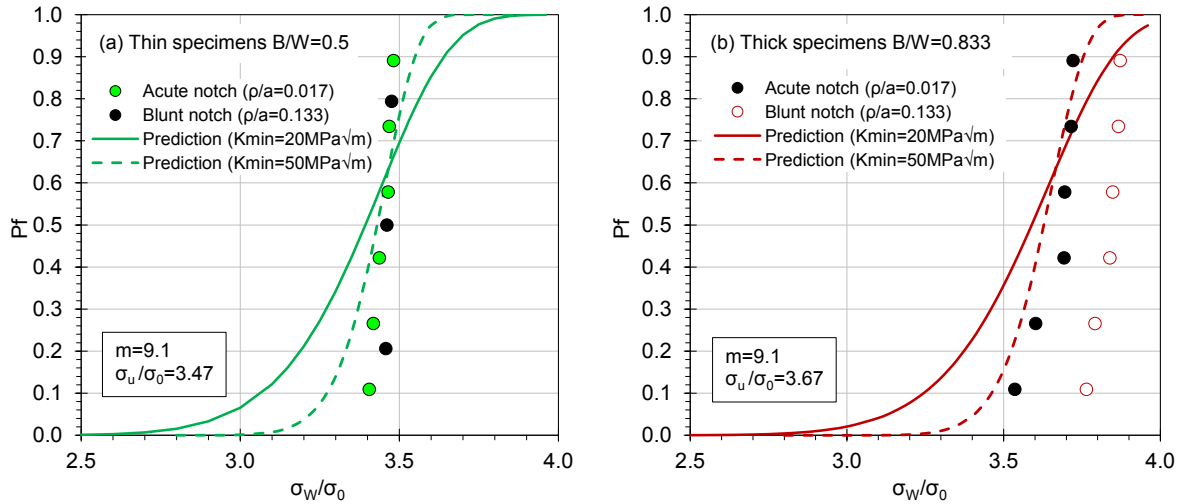 (a) Thin specimens B/W=0.5
Acute notch (ρ/a=0.017)
Blunt notch (ρ/a=0.133)
Prediction (Kmin=20MPa√m)
Prediction (Kmin=50MPa√m)
m=9.1
σu/σ0=3.47
Pf
1.0
0.9
0.8
0.7
0.6
0.5
0.4
0.3
0.2
0.1
0.0
2.5 3.0 3.5 4.0
σW/σ0
(b) Thick specimens B/W=0.833
Acute notch (ρ/a=0.017)
Blunt notch (ρ/a=0.133)
Prediction (Kmin=20MPa√m)
Prediction (Kmin=50MPa√m)
m=9.1
σu/σ0=3.67
Pf
1.0
0.9
0.8
0.7
0.6
0.5
0.4
0.3
0.2
0.1
0.0
2.5 3.0 3.5 4.0
σW/σ0